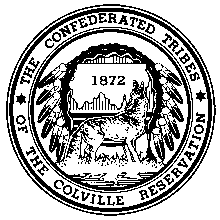 THE CONFEDERATED TRIBES
OF THE COLVILLE RESERVATION
1872